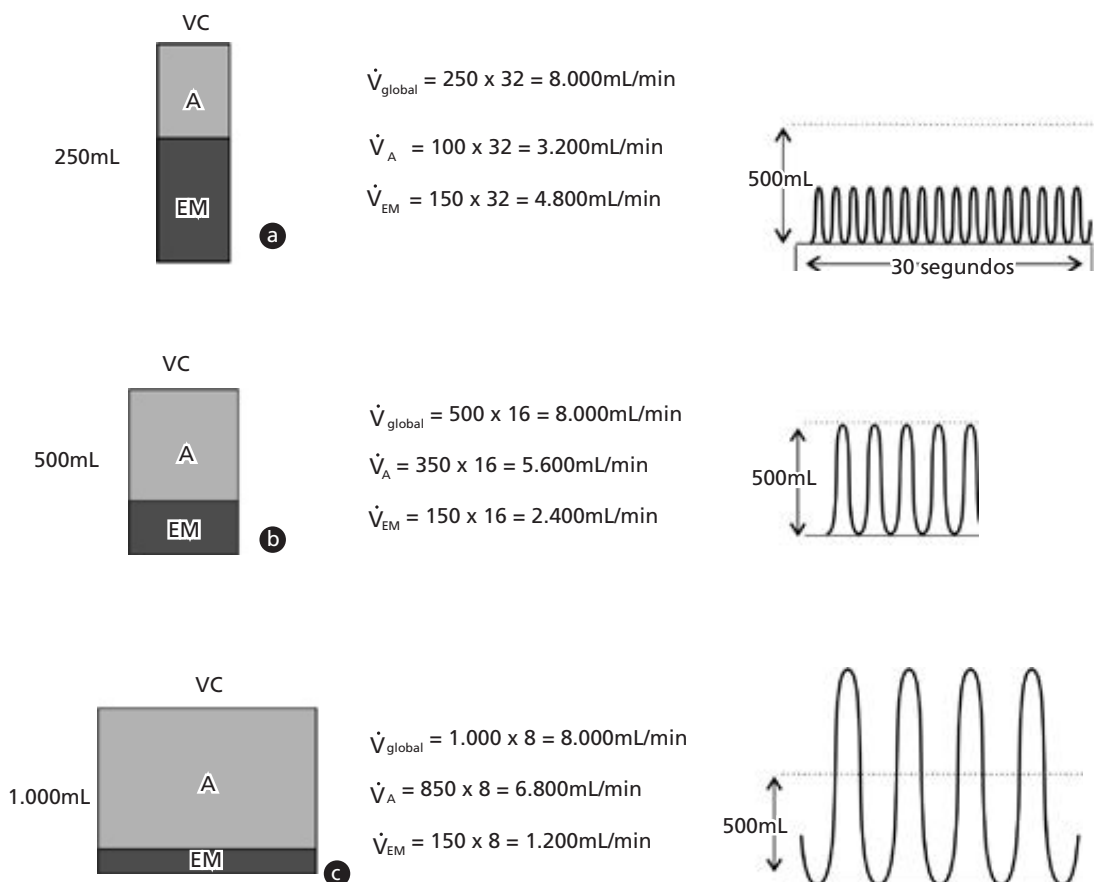 VC
A
EM
250mL
a
V̇global = 250 x 32 = 8.000mL/min
V̇A = 100 x 32 = 3.200mL/min
V̇EM = 150 x 32 = 4.800mL/min
500mL
30 segundos
VC
A
EM
500mL
b
V̇global = 500 x 16 = 8.000mL/min
V̇A = 350 x 16 = 5.600mL/min
V̇EM = 150 x 16 = 2.400mL/min
500mL
VC
A
EM
1.000mL
c
V̇global = 1.000 x 8 = 8.000mL/min
V̇A = 850 x 8 = 6.800mL/min
V̇EM = 150 x 8 = 1.200mL/min
500mL